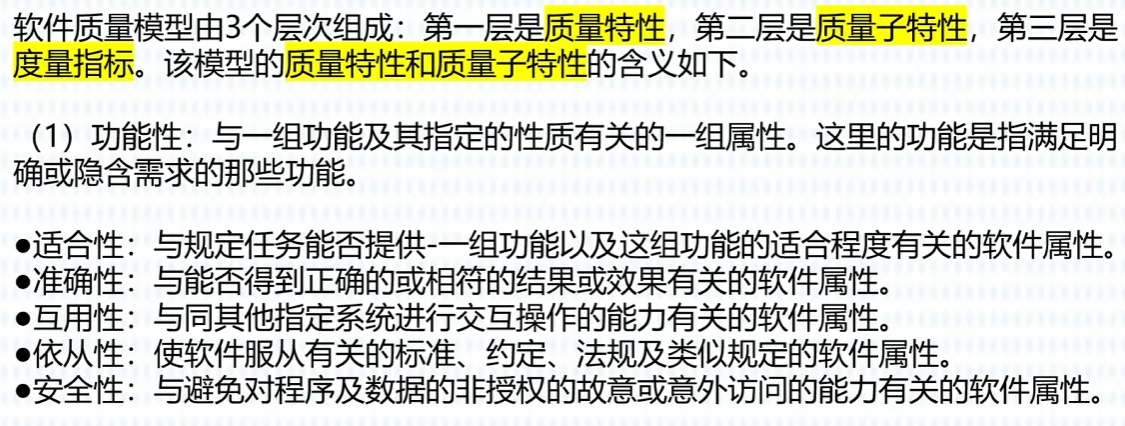 软件质量模型由3个层次组成：第一层是质量特性，第二层是质量子特性，第三层是
度量指标。该模型的质量特性和质量子特性的含义如下。
（1）功能性：与一组功能及其指定的性质有关的一组属性。这里的功能是指满足明
确或隐含需求的那些功能。
●适合性：与规定任务能否提供-一组功能以及这组功能的适合程度有关的软件属性。
●准确性：与能否得到正确的或相符的结果或效果有关的软件属性。
●互用性：与同其他指定系统进行交互操作的能力有关的软件属性。
●依从性：使软件服从有关的标准、约定、法规及类似规定的软件属性。
●安全性：与避免对程序及数据的非授权的故意或意外访问的能力有关的软件属性。